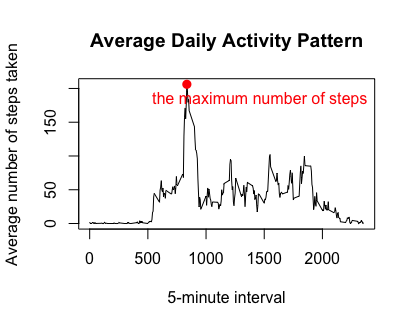 Average Daily Activity Pattern
the maximum number of steps
Average number of steps taken
150
50
0
0
500
1000
1500
2000
5-minute interval